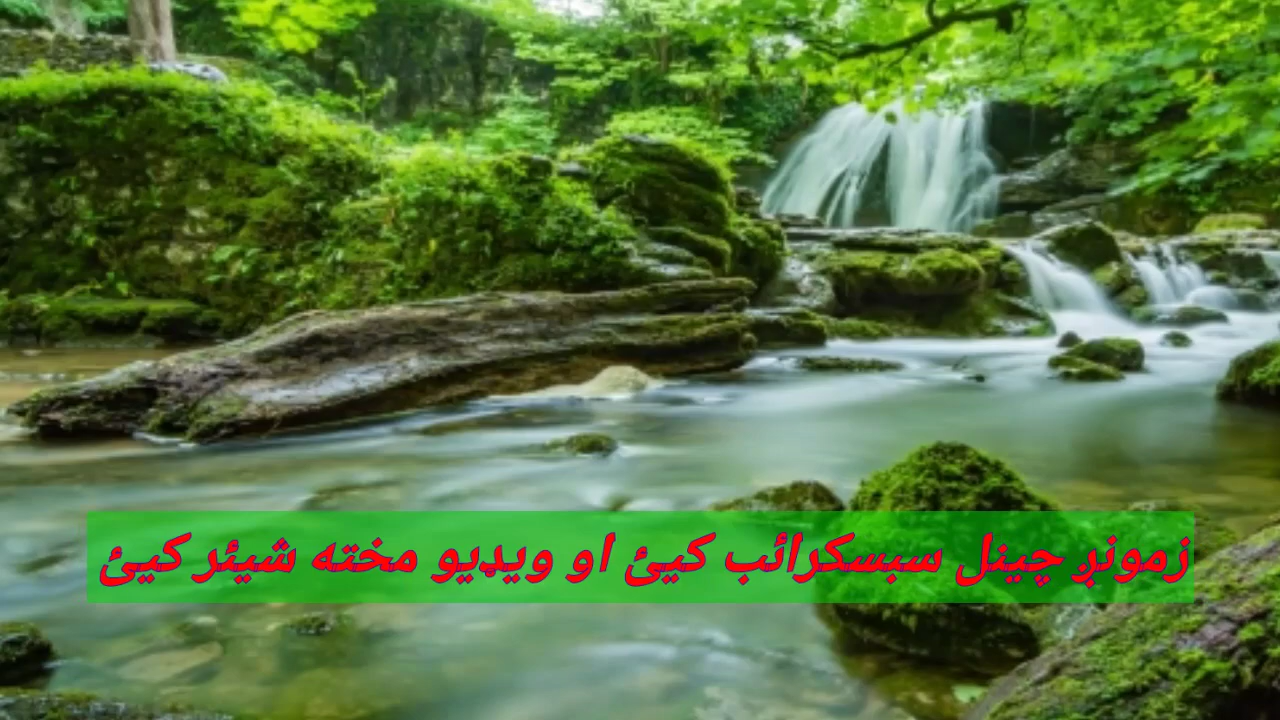 زمونږ چینل سبسکرائب کیئ او ویډیو مخته شیئر کیئ